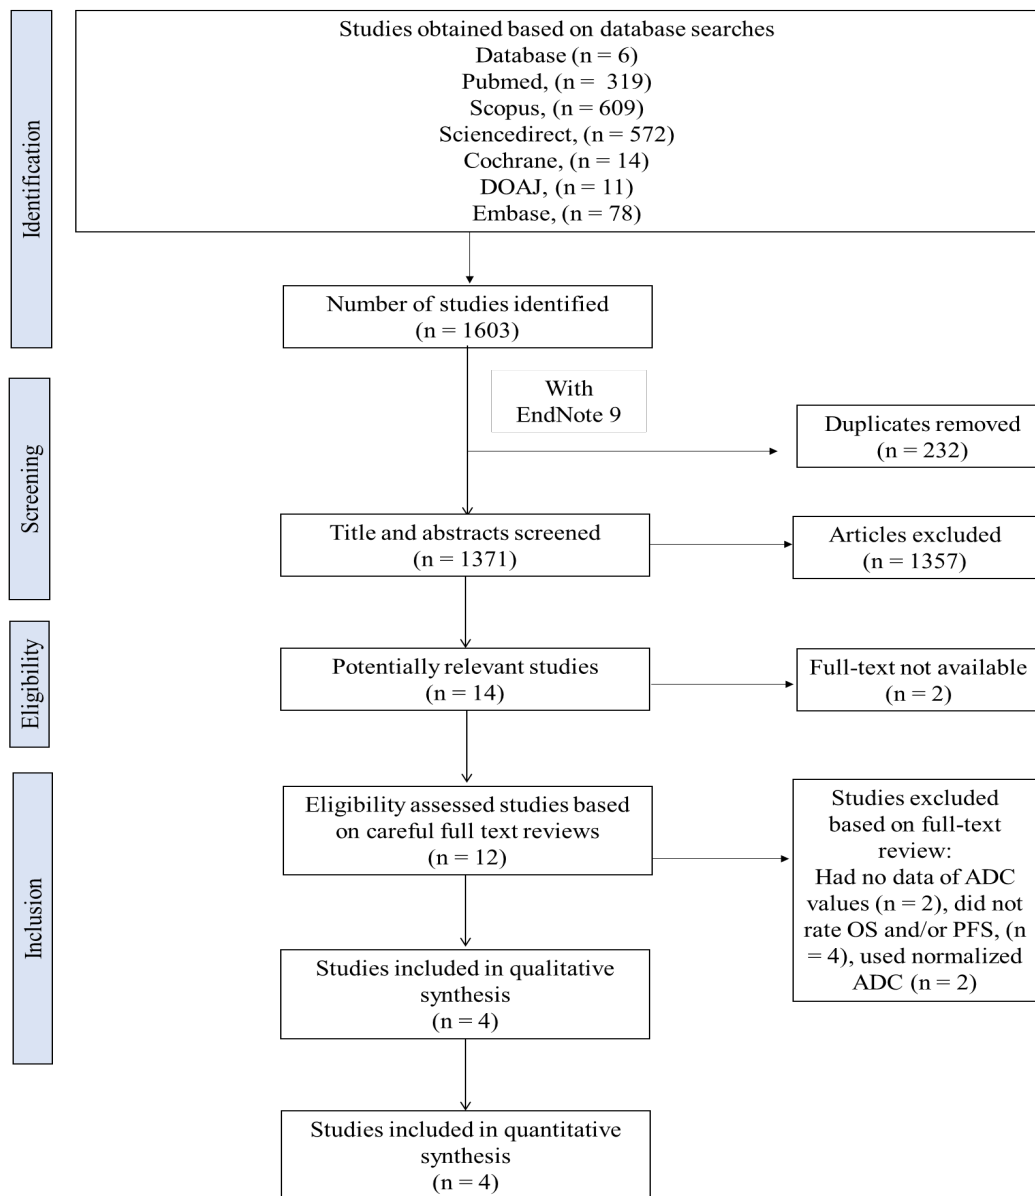 Identification
Studies obtained based on database searches
Database (n = 6)
Pubmed, (n =  319)
Scopus, (n = 609)
Sciencedirect, (n = 572)
Cochrane, (n = 14)
DOAJ, (n = 11)
Embase, (n = 78)
Number of studies identified
(n = 1603)
Screening
With
EndNote 9
Duplicates removed
(n = 232)
Title and abstracts screened
(n = 1371)
Articles excluded
(n = 1357)
Eligibility
Potentially relevant studies
(n = 14)
Full-text not available
(n = 2)
Inclusion
Eligibility assessed studies based
on careful full text reviews
(n = 12)
Studies excluded
based on full-text
review:
Had no data of ADC
values (n = 2), did not
rate OS and/or PFS, (n
= 4), used normalized
ADC (n = 2)
Studies included in qualitative
synthesis
(n = 4)
Studies included in quantitative
synthesis
(n = 4)